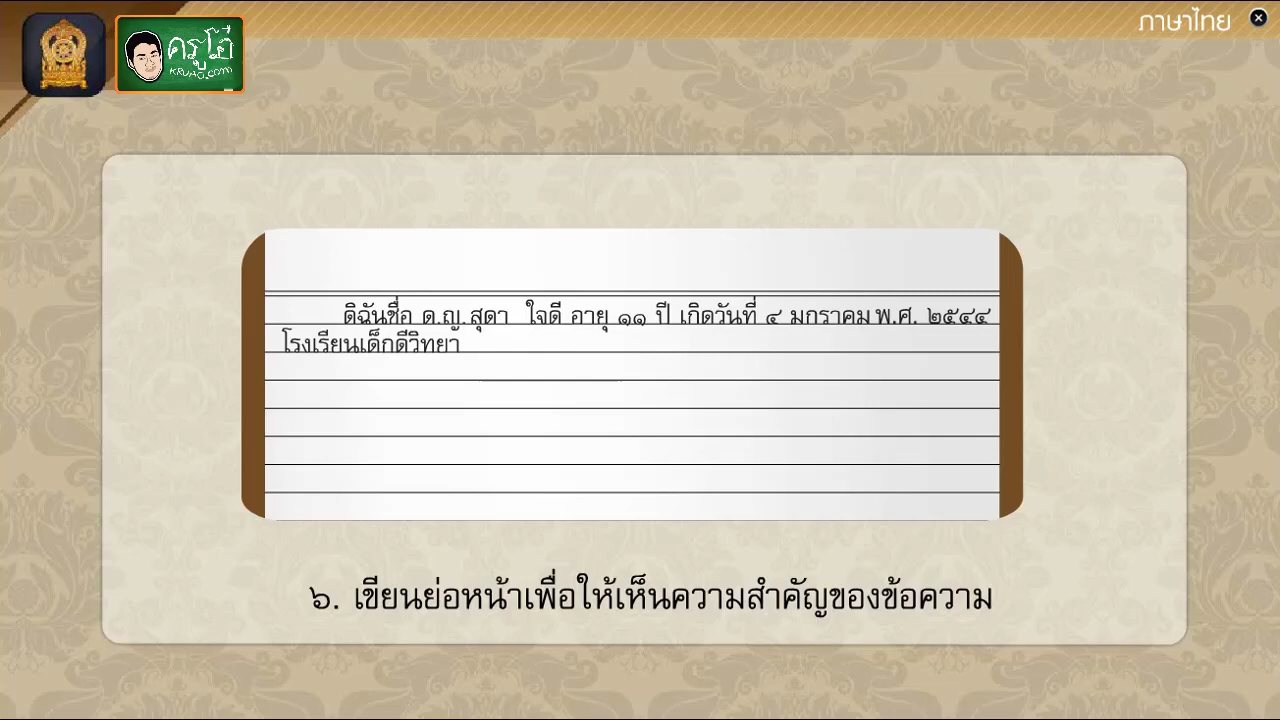 ภาษาไทย
ครูโอ๋
KRUAO.com
ดิฉันชื่อ ด.ญ. สุดา ใจดี อายุ ๑๑ ปี เกิดวันที่ ๔ มกราคม พ.ศ. ๒๕๔๔
โรงเรียนเด็กดีวิทยา
๖. เขียนย่อหน้าเพื่อให้เห็นความสำคัญของข้อความ